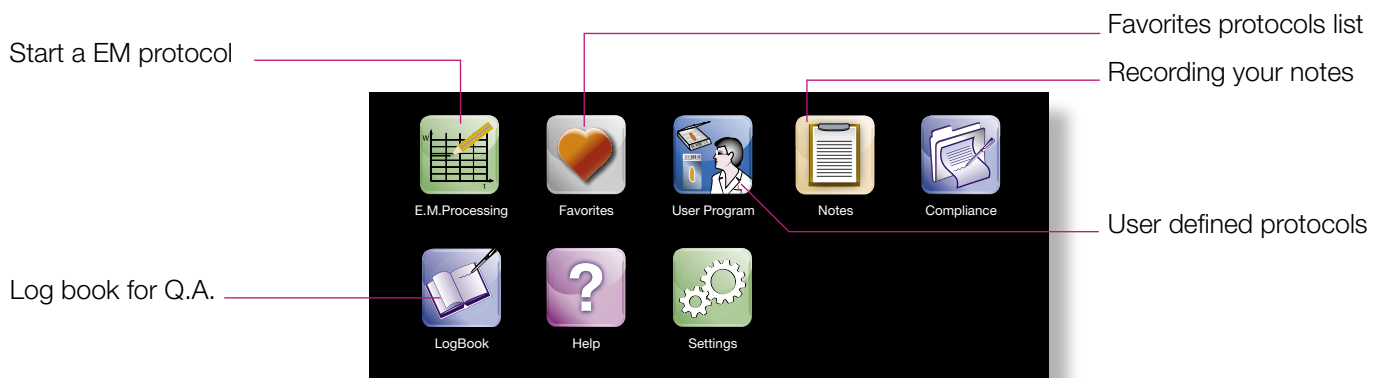 Favorites protocols list
Start a EM protocol
Recording your notes
W
t
E.M.Processing
Favorites
User Program
Notes
Compliance
User defined protocols
Log book for Q.A.
?
LogBook
Help
Settings